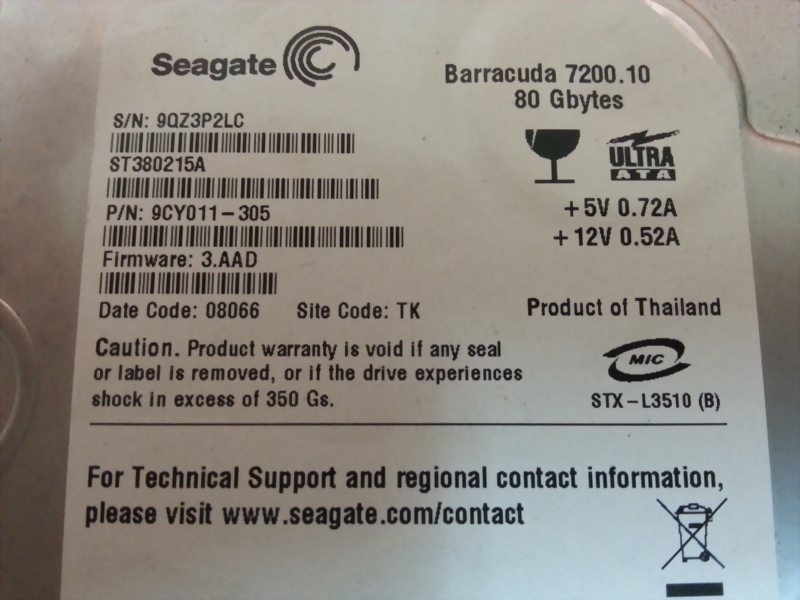 Seagate
Barracuda 7200.10
80 Gbytes
S/N: 9QZ3P2LC
ST380215A
ULTRA
ATA
P/N: 9CY011-305
+5V 0.72A
+12V 0.52A
Firmware: 3.AAD
Date Code: 08066 Site Code: TK
Product of Thailand
Caution. Product warranty is void if any seal
or label is removed, or if the drive experiences
shock in excess of 350 Gs.
MIC
STX-L3510 (B)
For Technical Support and regional contact information,
please visit www.seagate.com/contact